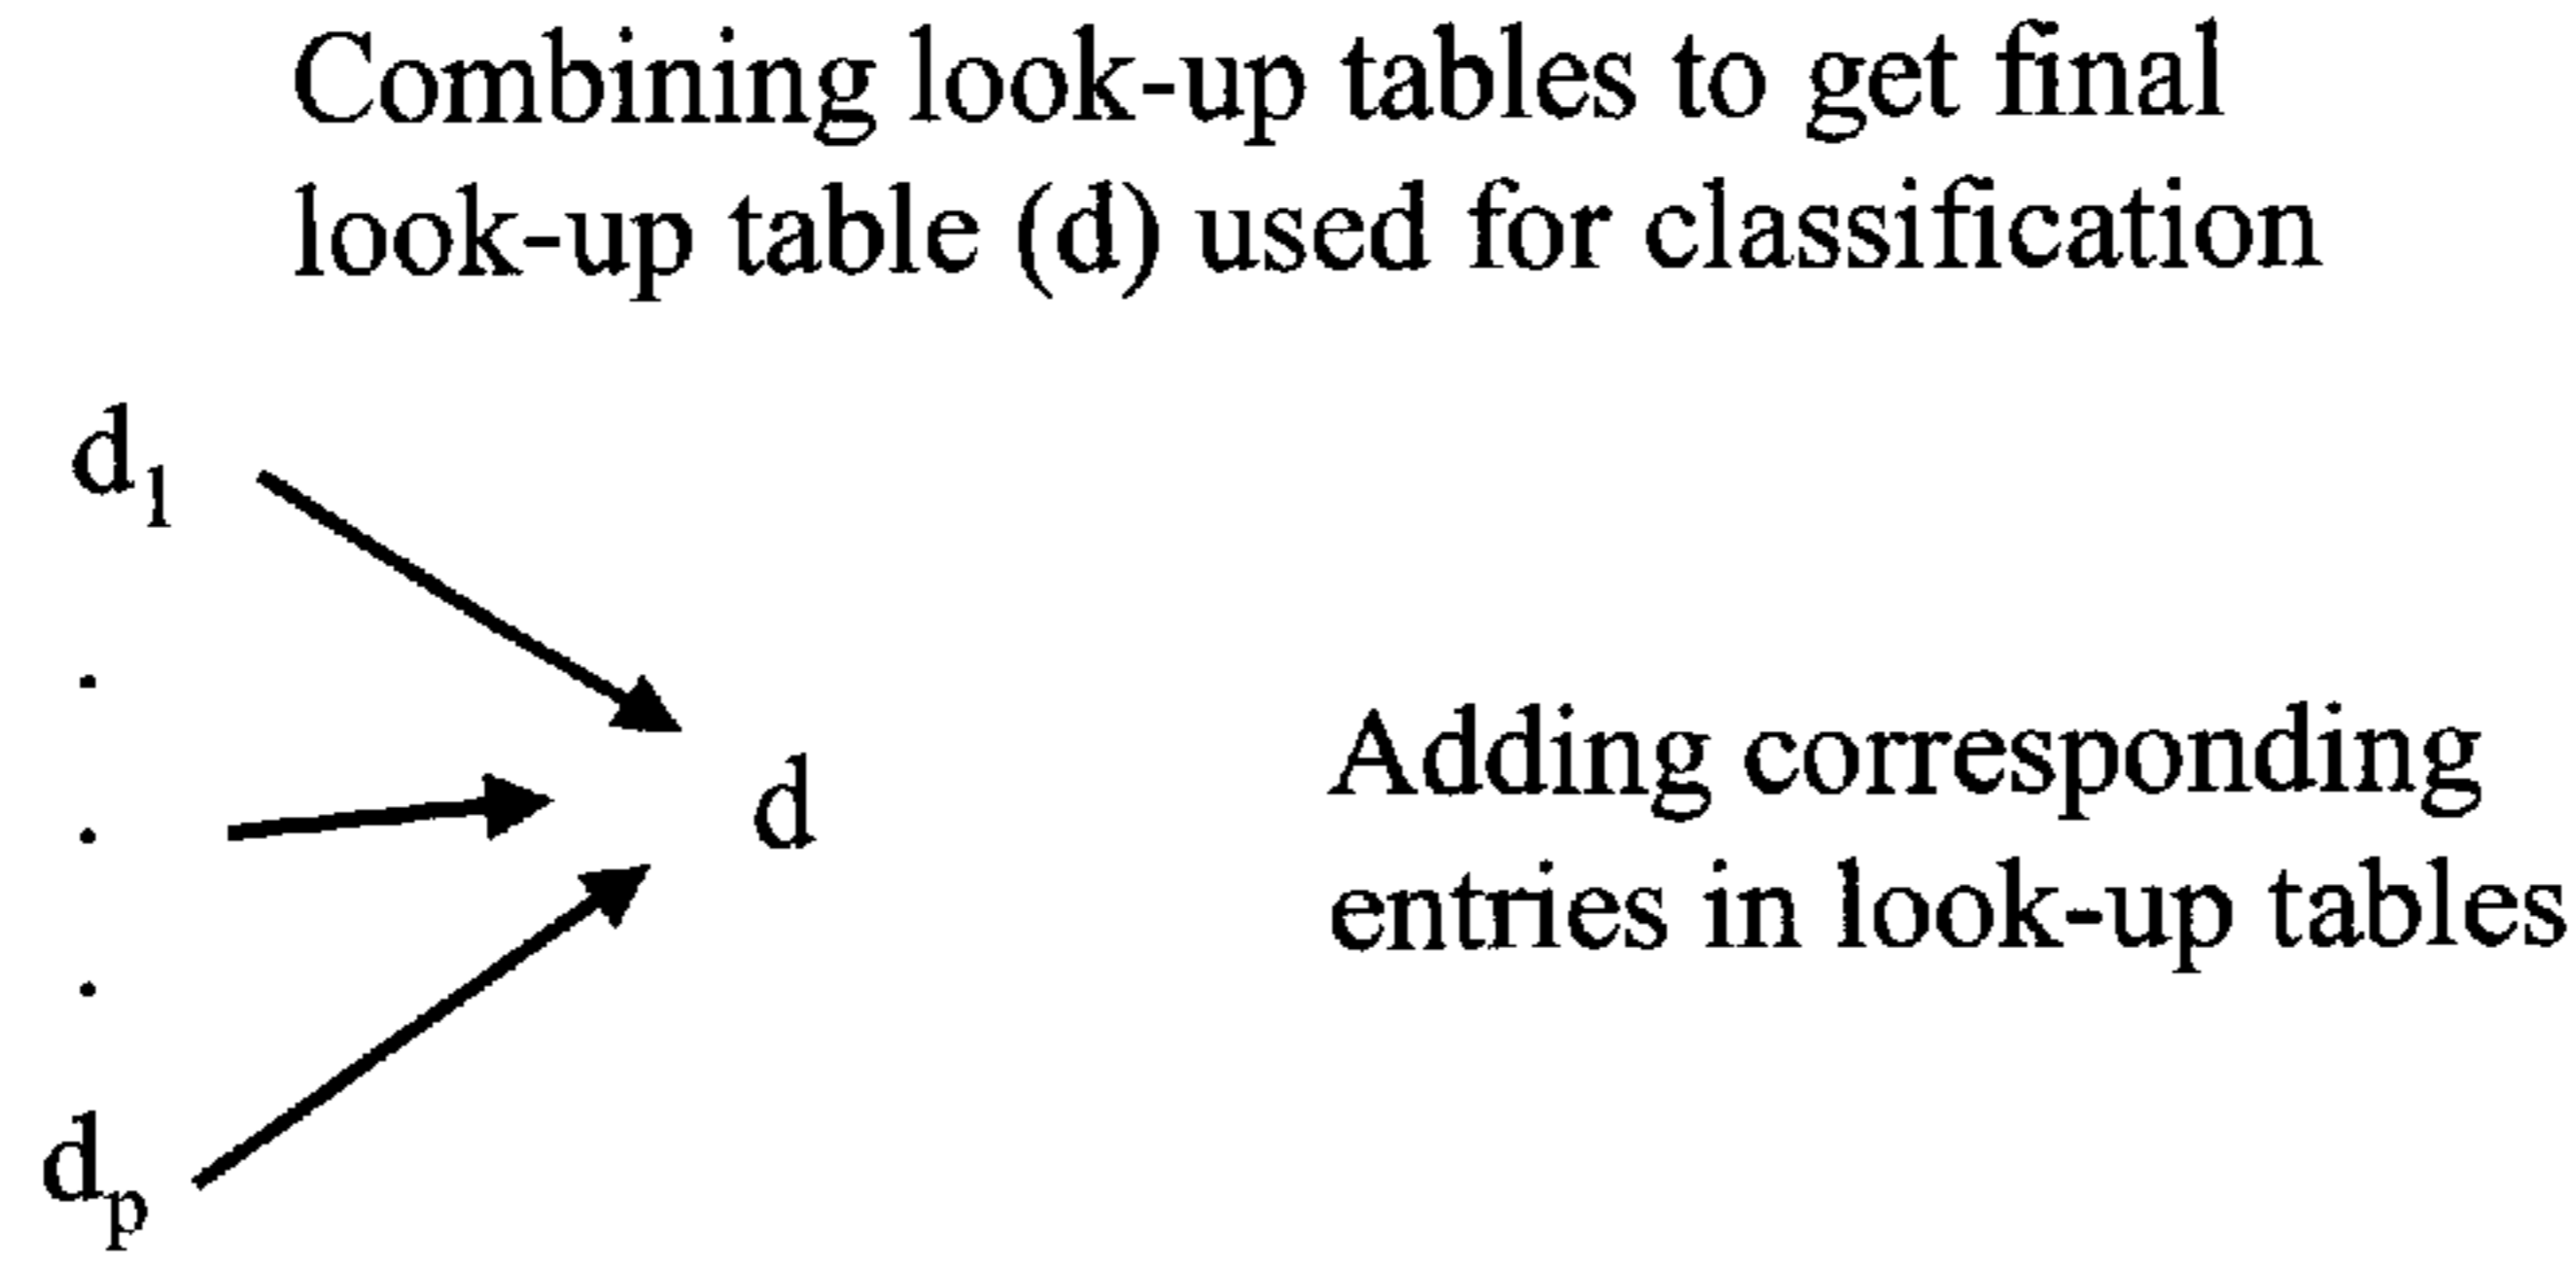 Combining look-up tables to get final
look-up table (d) used for classification
d1
.
.
.
dp
d
Adding corresponding
entries in look-up tables